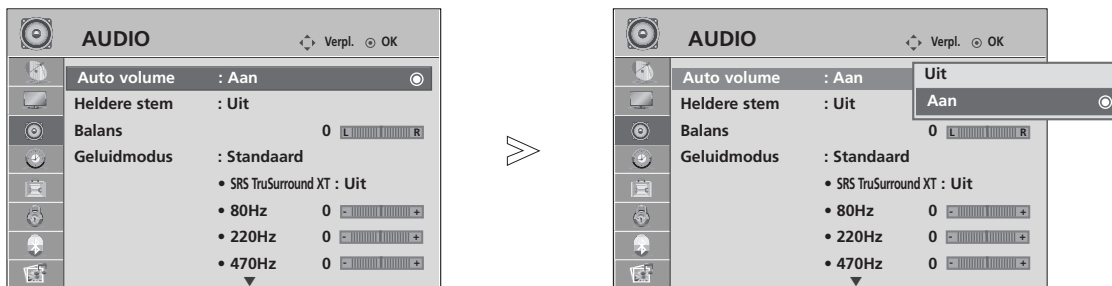 AUDIO Verpl. OK
Auto volume : Aan
Heldere stem : Uit
Balans 0 L R
Geluidmodus : Standaard
• SRS TruSurround XT : Uit
• 80Hz 0 - +
• 220Hz 0 - +
• 470Hz 0 - +
>
AUDIO Verpl. OK
Auto volume : Aan
Heldere stem : Uit
Balans 0 L R
Geluidmodus : Standaard
• SRS TruSurround XT : Uit
• 80Hz 0 - +
• 220Hz 0 - +
• 470Hz 0 - +
Uit
Aan